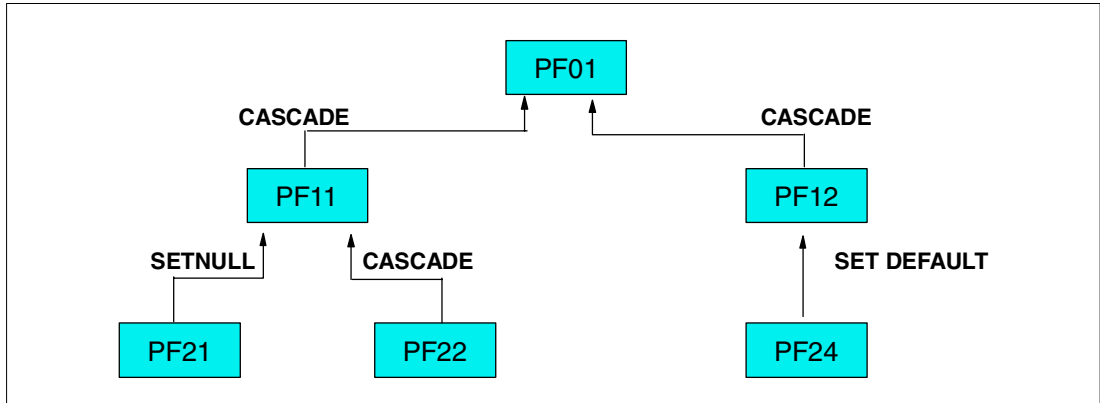 PF01
CASCADE
CASCADE
PF11
PF12
SETNULL
CASCADE
SET DEFAULT
PF21
PF22
PF24